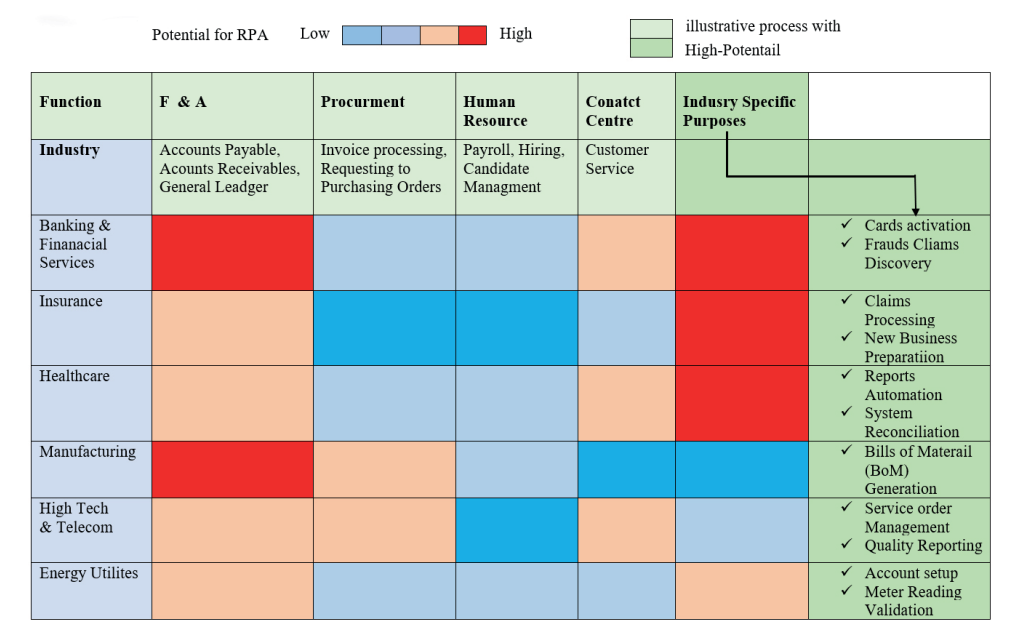 Potential for RPA Low High
illustrative process with
High-Potentail
Function F & A Procurment Human Resource Conatct Centre Indusry Specific Purposes
Industry
Accounts Payable,
Acounts Receivables,
General Leadger
Invoice processing,
Requesting to
Purchasing Orders
Payroll, Hiring,
Candidate
Managment
Customer
Service
Banking &
Finanacial
Services
✓ Cards activation
✓ Frauds Cliams
Discovery
Insurance
✓ Claims
Processing
✓ New Business
Preparatiion
Healthcare
✓ Reports
Automation
✓ System
Reconciliation
Manufacturing
✓ Bills of Materail
(BoM)
Generation
High Tech
& Telecom
✓ Service order
Management
✓ Quality Reporting
Energy Utilites
✓ Account setup
✓ Meter Reading
Validation